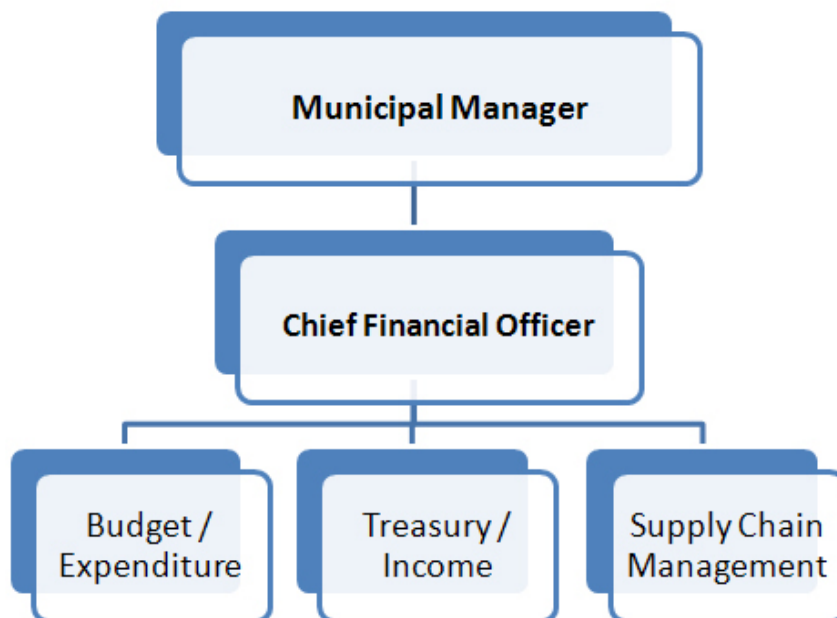 Municipal Manager
Chief Financial Officer
Budget /
Expenditure
Treasury /
Income
Supply Chain
Management